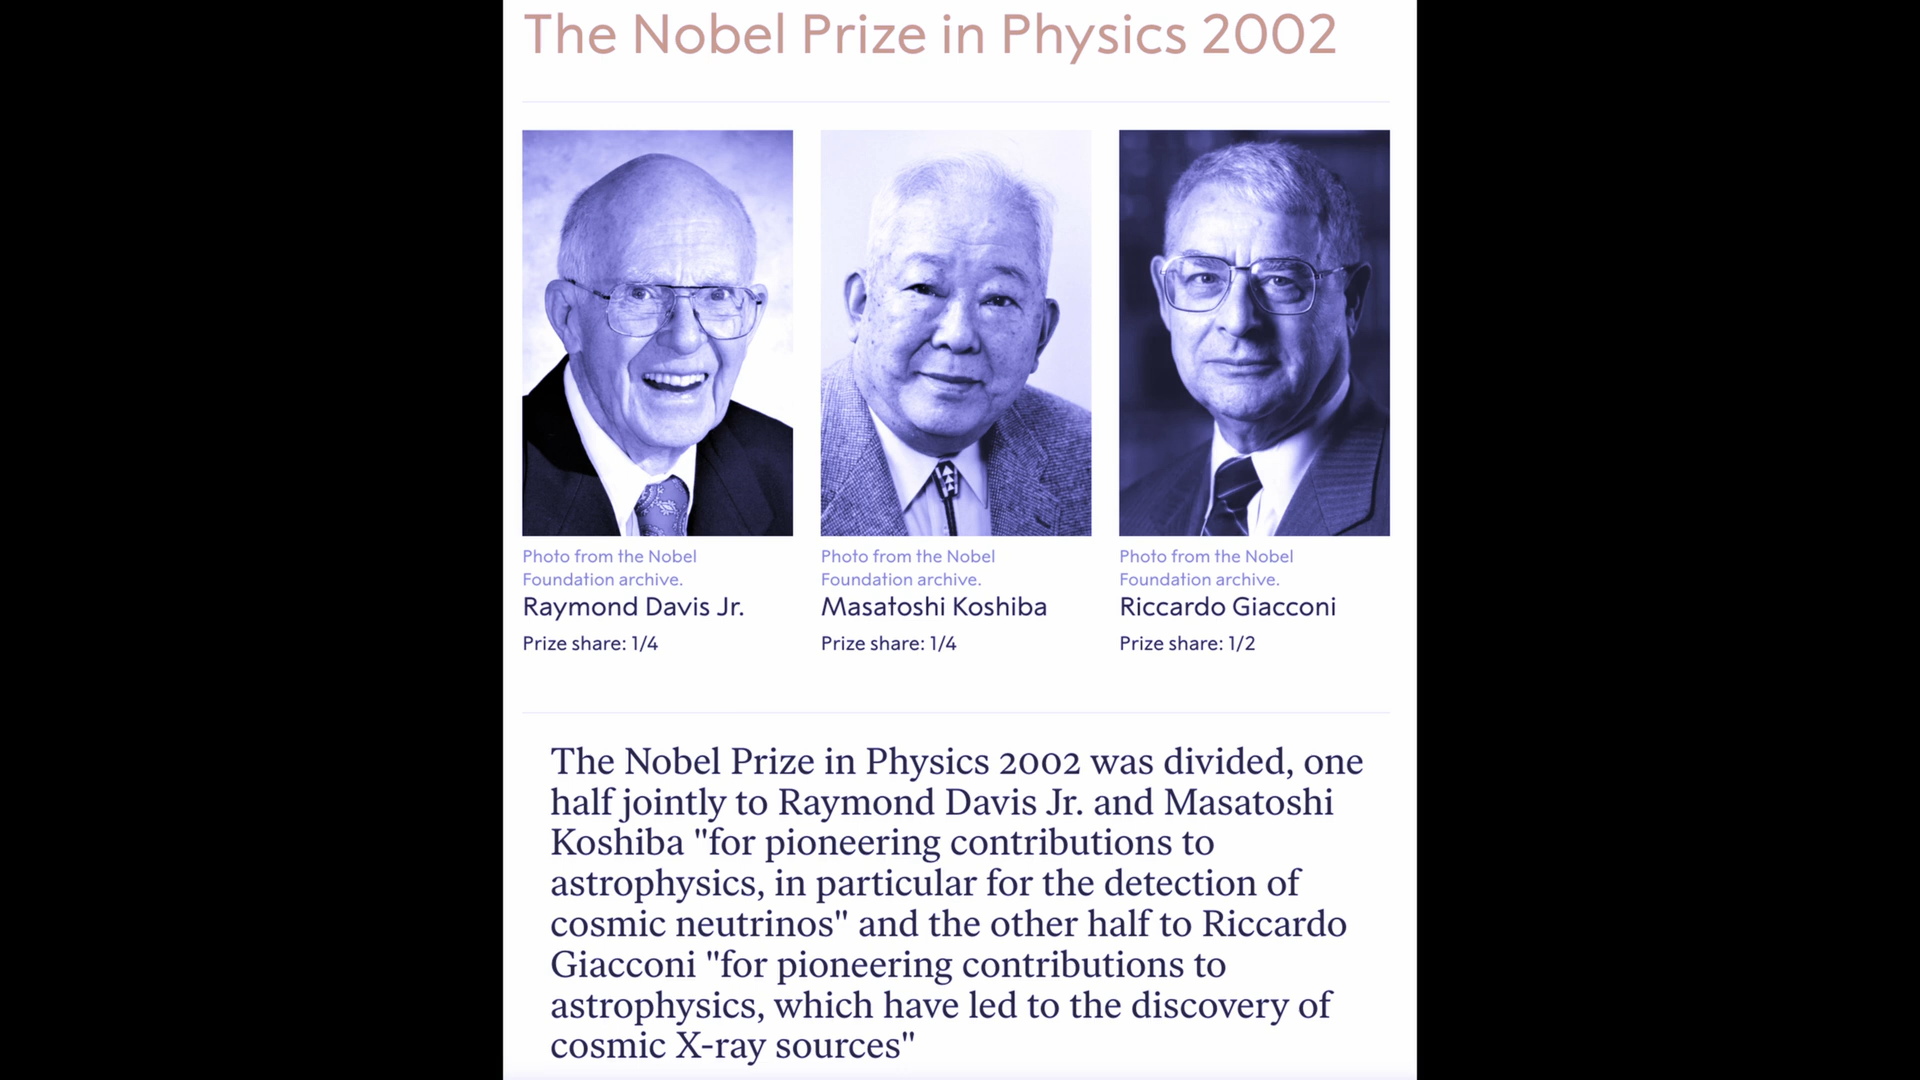 The Nobel Prize in Physics 2002
Photo from the Nobel
Foundation archive.
Raymond Davis Jr.
Prize share: 1/4
Photo from the Nobel
Foundation archive.
Masatoshi Koshiba
Prize share: 1/4
Photo from the Nobel
Foundation archive.
Riccardo Giacconi
Prize share: 1/2
The Nobel Prize in Physics 2002 was divided, one
half jointly to Raymond Davis Jr. and Masatoshi
Koshiba "for pioneering contributions to
astrophysics, in particular for the detection of
cosmic neutrinos" and the other half to Riccardo
Giacconi "for pioneering contributions to
astrophysics, which have led to the discovery of
cosmic X-ray sources"